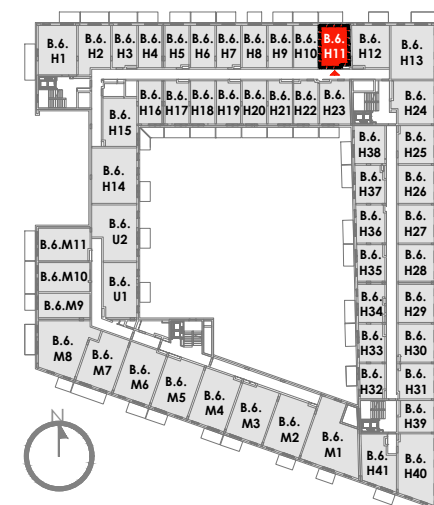 B.6.
H1
B.6.
H2
B.6.
H3
B.6.
H4
B.6.
H5
B.6.
H6
B.6.
H7
B.6.
H8
B.6.
H9
B.6.
H10
B.6.
H11
B.6.
H12
B.6.
H13
B.6.
H16
B.6.
H17
B.6.
H18
B.6.
H19
B.6.
H20
B.6.
H21
B.6.
H22
B.6.
H23
B.6.
H24
B.6.
H15
B.6.
H38
B.6.
H25
B.6.
H14
B.6.
H37
B.6.
H26
B.6.
U2
B.6.
H36
B.6.
H27
B.6.M11
B.6.
H35
B.6.
H28
B.6.M10
B.6.
U1
B.6.
H34
B.6.
H29
B.6.M9
B.6.
M8
B.6.
M7
B.6.
M6
B.6.
M5
B.6.
M4
B.6.
M3
B.6.
M2
B.6.
M1
B.6.
H33
B.6.
H30
B.6.
H32
B.6.
H31
B.6.
H39
B.6.
H41
B.6.
H40
N